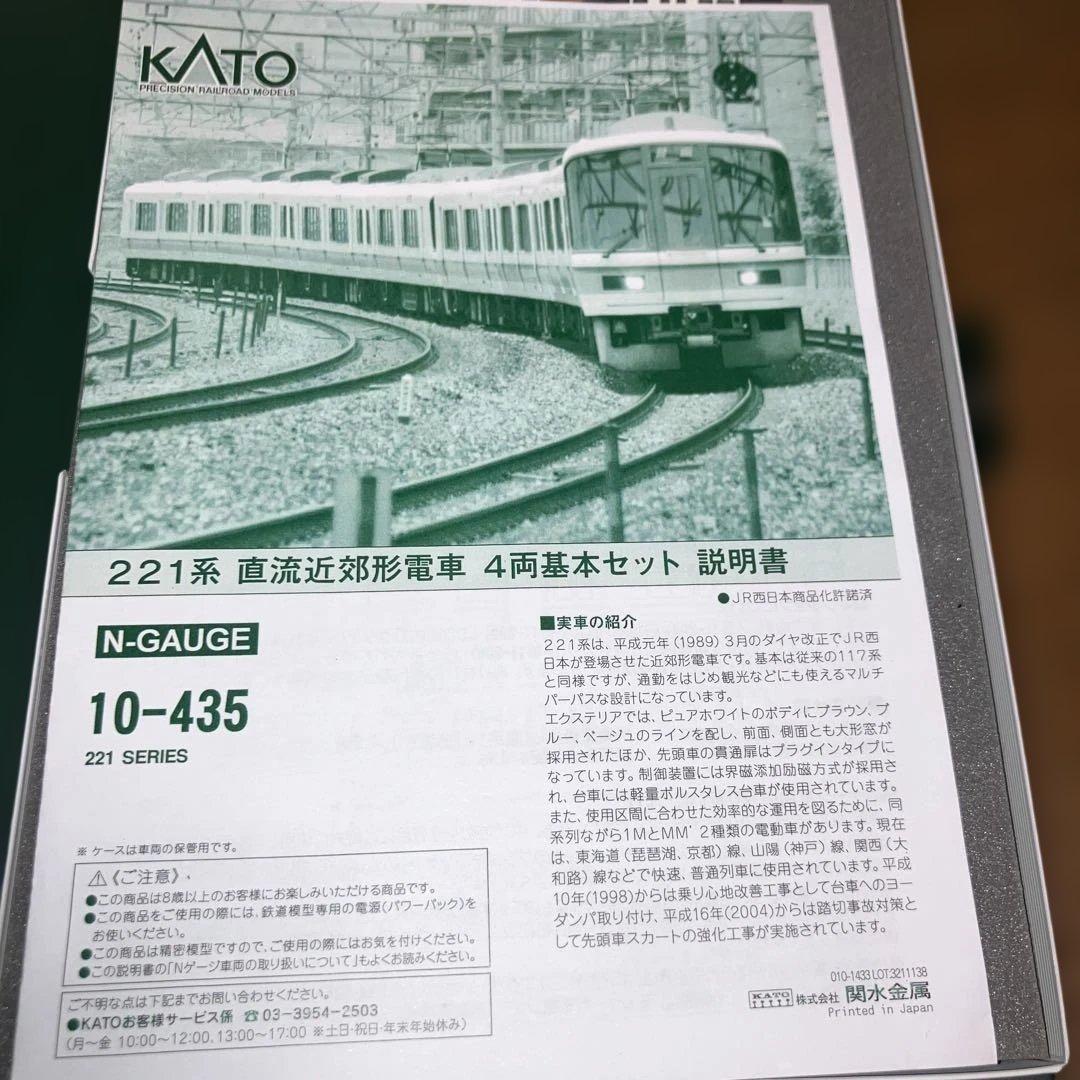 KATO
PRECISION RAILROAD MODELS
221系 直流近郊形電車 4両基本セット 説明書
●JR西日本商品化許諾済
N-GAUGE
10-435
221 SERIES
■実車の紹介
221系は、平成元年(1989)3月のダイヤ改正でJR西
日本が登場させた近郊形電車です。基本は従来の117系
と同様ですが、通勤をはじめ観光などにも使えるマルチ
パーパスな設計になっています。
エクステリアでは、ピュアホワイトのボディにブラウン、ブ
ルー、ベージュのラインを配し、前面、側面とも大形窓が
採用されたほか、先頭車の貫通扉はプラグインタイプに
なっています。制御装置には界磁添加励磁方式が採用さ
れ、台車には軽量ボルスタレス台車が使用されています。
また、使用区間に合わせた効率的な運用を図るために、同
系列ながら1MとMM'2種類の電動車があります。現在
は、東海道(琵琶湖、京都)線、山陽(神戸)線、関西(大
和路)線などで快速、普通列車に使用されています。平成
10年(1998)からは乗り心地改善工事として台車へのヨー
ダンパ取り付け、平成16年(2004)からは踏切事故対策と
して先頭車スカートの強化工事が実施されています。
※ ケースは車両の保管用です。
⚠《ご注意》
●この商品は8歳以上のお客様にお楽しみいただける商品です。
●この商品をご使用の際には、鉄道模型専用の電源(パワーパック)を
お使いください。
●この商品は精密模型ですので、ご使用の際にはお気を付けください。
●この説明書の「Nゲージ車両の取り扱いについて」もよくお読みください。
ご不明な点は下記までお問い合わせください。
●KATOお客様サービス係 ☎03-3954-2503
(月～金 10:00～12:00、13:00～17:00 ※土日・祝日・年末年始休み)
010-1433 LOT:3211138
KATO 株式会社 関水金属
Printed in Japan